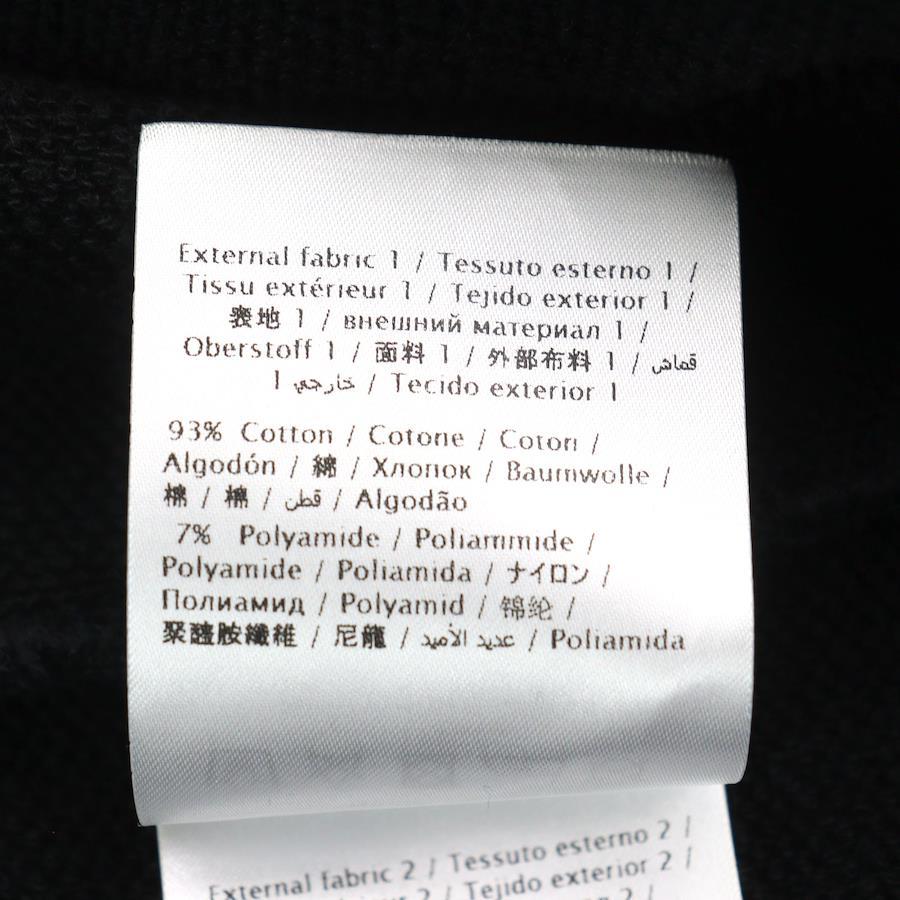 External fabric 1 / Tessuto esterno 1 /
Tissu extérieur 1 / Tejido exterior 1 /
表地 1 / внешний материал 1 /
Oberstoff 1 / 面料 1 / 外部布料 1 / قماش
خارجي 1 / Tecido exterior 1
93% Cotton / Cotone / Coton /
Algodón / 綿 / Хлопок / Baumwolle /
棉 / 棉 / قطن / Algodão
7% Polyamide / Poliammide /
Polyamide / Poliamida / ナイロン /
Полиамид / Polyamid / 锦纶 /
聚醯胺纖維 / 尼龍 / عديد الأميد / Poliamida
External fabric 2 / Tessuto esterno 2 /
2 / Tejido exterior 2 /
2 /